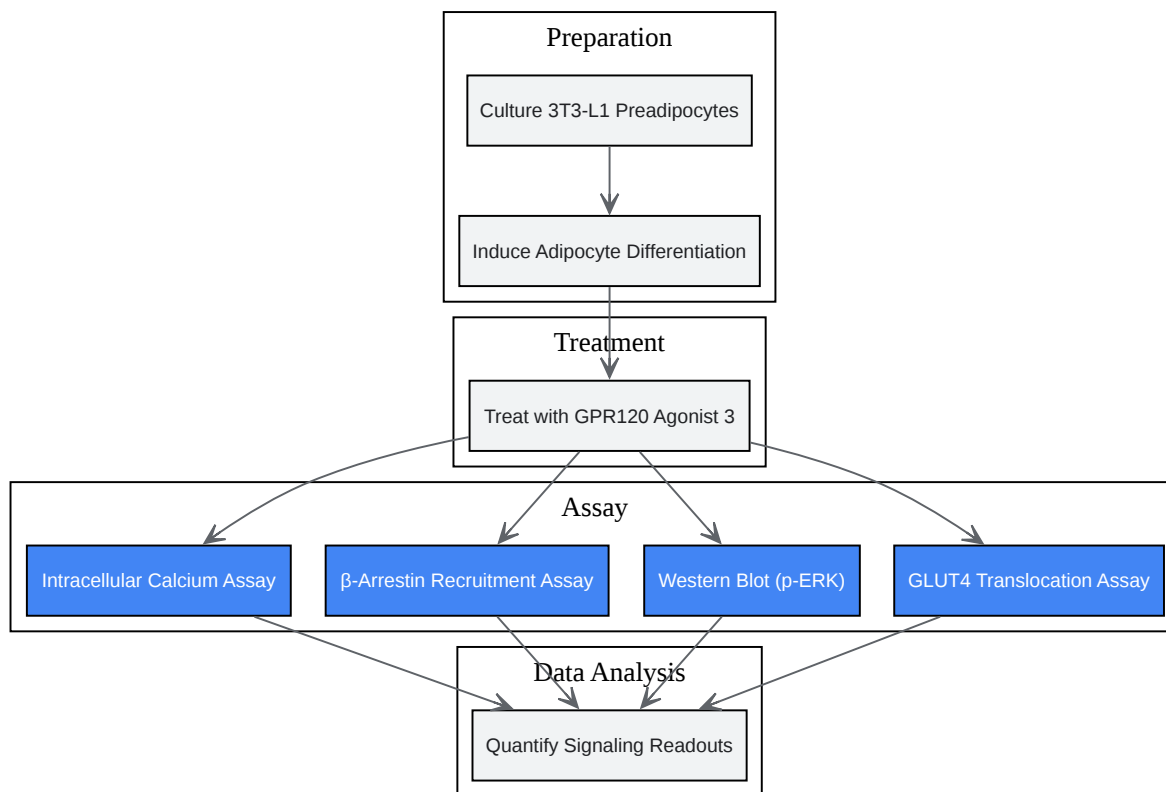 Preparation
Culture 3T3-L1 Preadipocytes
Induce Adipocyte Differentiation
Treatment
Treat with GPR120 Agonist 3
Assay
Intracellular Calcium Assay
β-Arrestin Recruitment Assay
Western Blot (p-ERK)
GLUT4 Translocation Assay
Data Analysis
Quantify Signaling Readouts